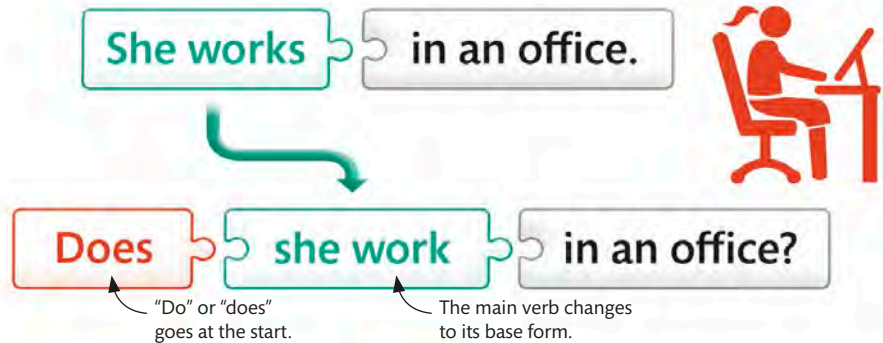 She works in an office.
Does she work in an office?
"Do" or "does"
goes at the start.
The main verb changes
to its base form.